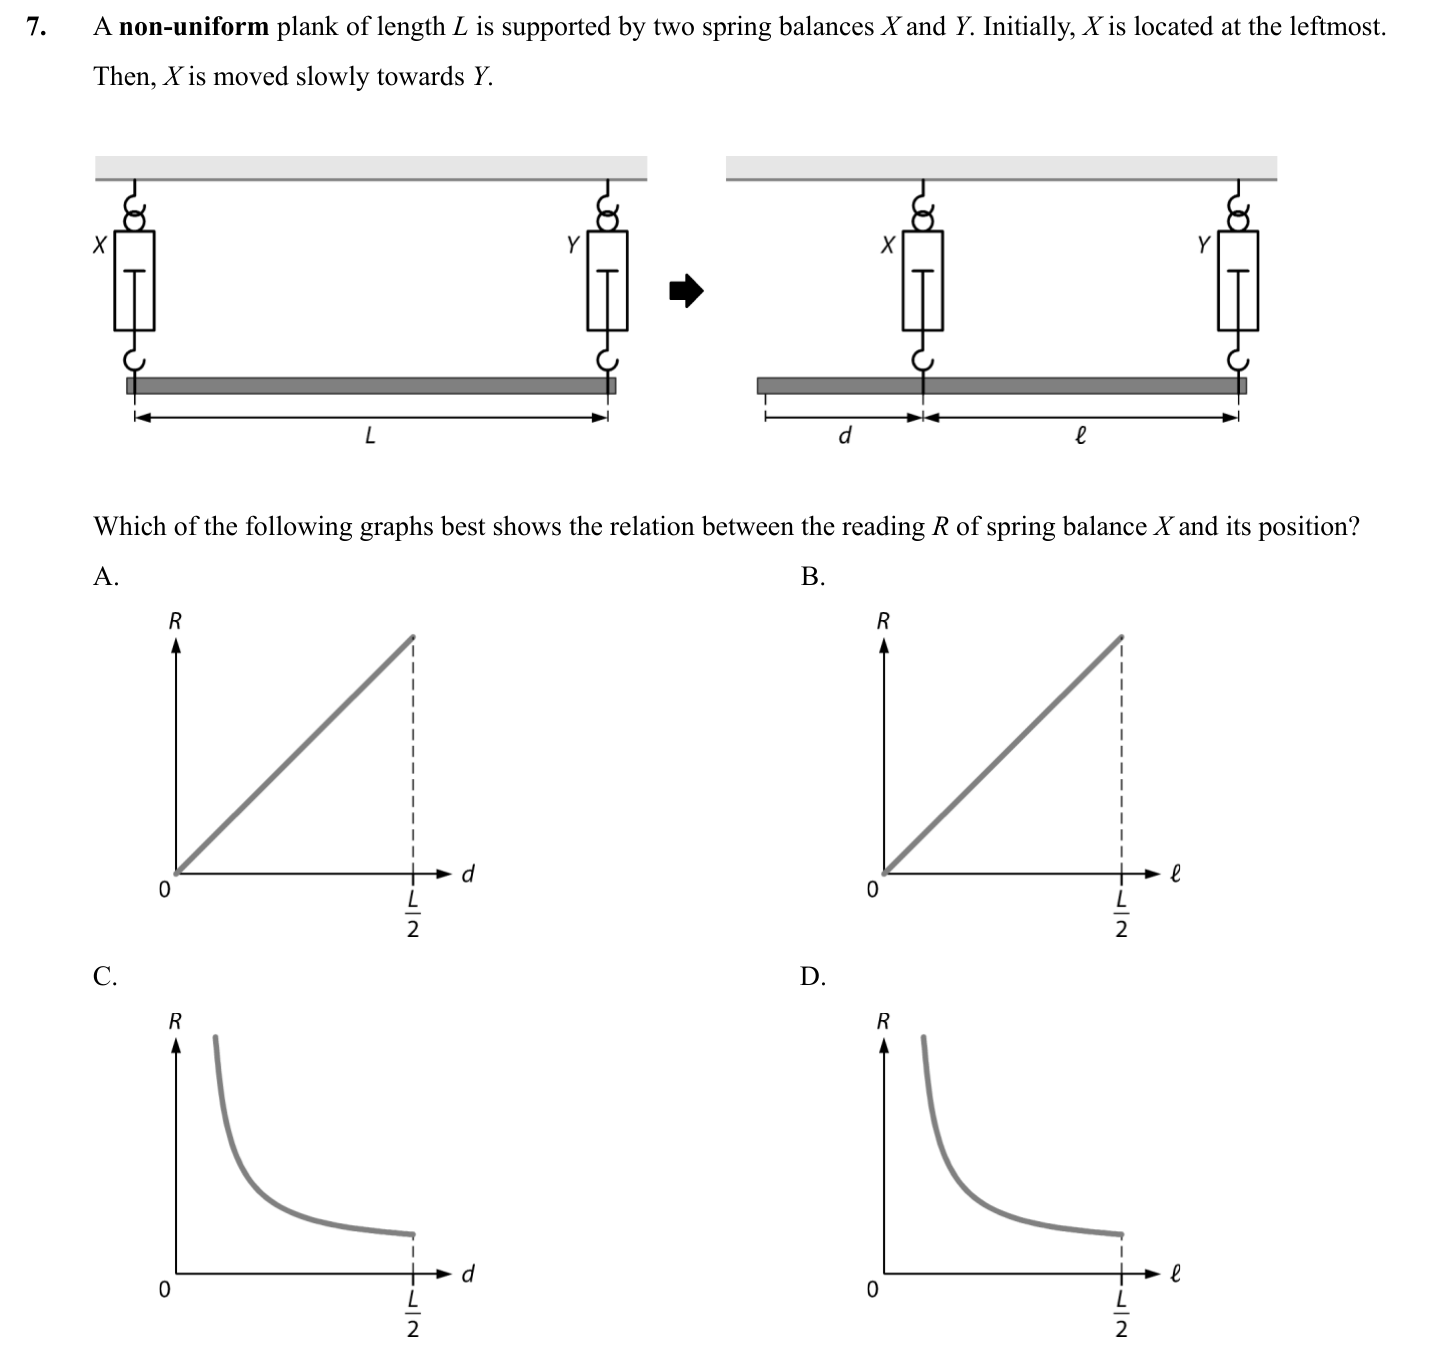 7. A non-uniform plank of length L is supported by two spring balances X and Y. Initially, X is located at the leftmost.
Then, X is moved slowly towards Y.
X Y X Y
L d ℓ
Which of the following graphs best shows the relation between the reading R of spring balance X and its position?
A. B.
R R
0 d 0 ℓ
L/2 L/2
C. D.
R R
0 d 0 ℓ
L/2 L/2